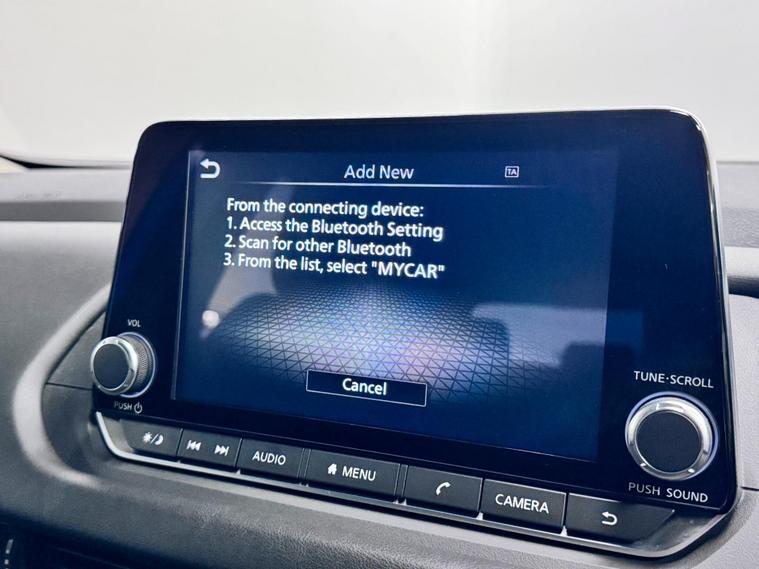 Add New
TA
From the connecting device:
1. Access the Bluetooth Setting
2. Scan for other Bluetooth
3. From the list, select "MYCAR"
Cancel
VOL
PUSH
TUNE·SCROLL
PUSH SOUND
AUDIO
MENU
CAMERA